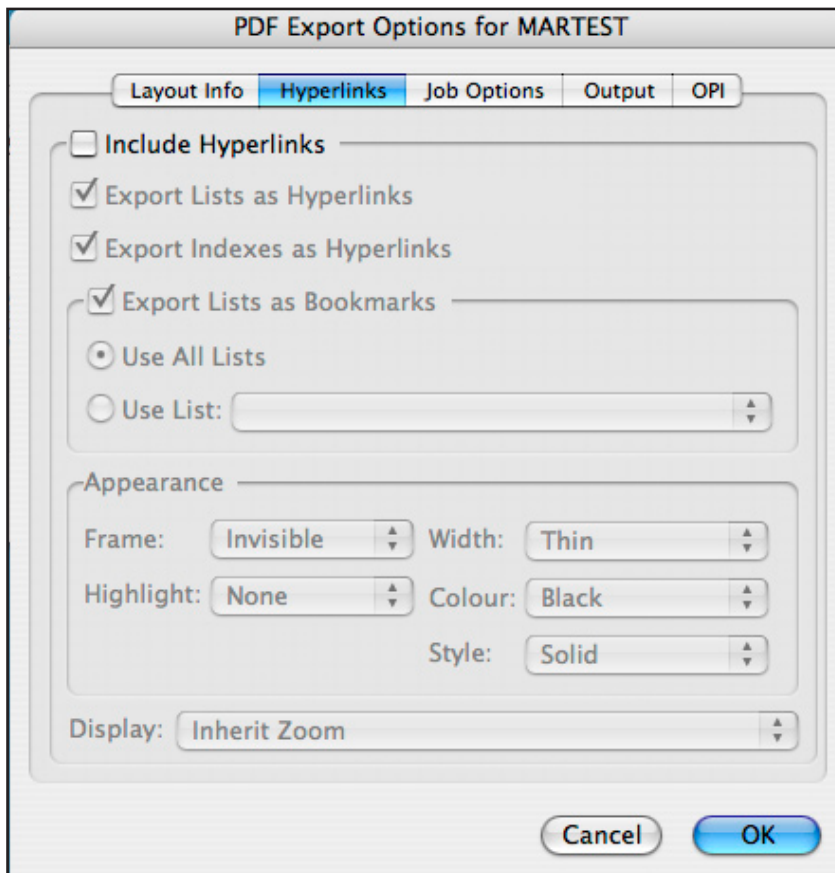 PDF Export Options for MARTEST
Layout Info Hyperlinks Job Options Output OPI
Include Hyperlinks
Export Lists as Hyperlinks
Export Indexes as Hyperlinks
Export Lists as Bookmarks
Use All Lists
Use List:
Appearance
Frame: Invisible Width: Thin
Highlight: None Colour: Black
Style: Solid
Display: Inherit Zoom
Cancel OK